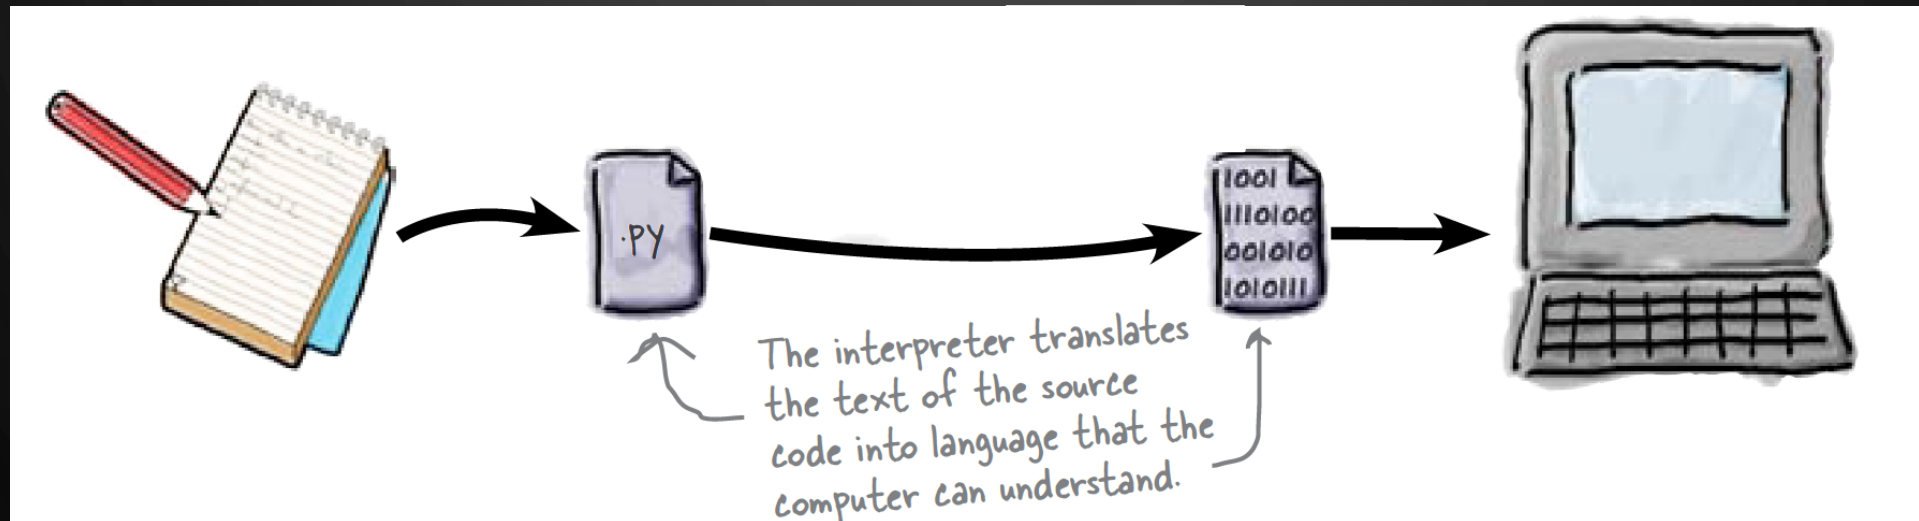 .PY
1001
1110100
001010
1010111
The interpreter translates
the text of the source
code into language that the
computer can understand.